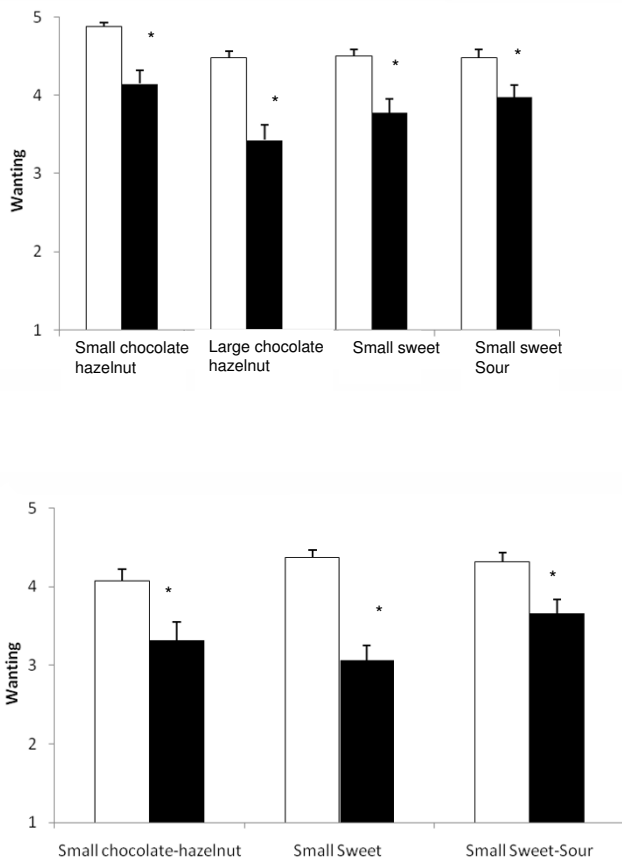 5
*
*
*
*
4
3
2
1
Wanting
Small chocolate
hazelnut
Large chocolate
hazelnut
Small sweet
Small sweet
Sour
5
4
*
*
*
3
2
1
Wanting
Small chocolate-hazelnut
Small Sweet
Small Sweet-Sour